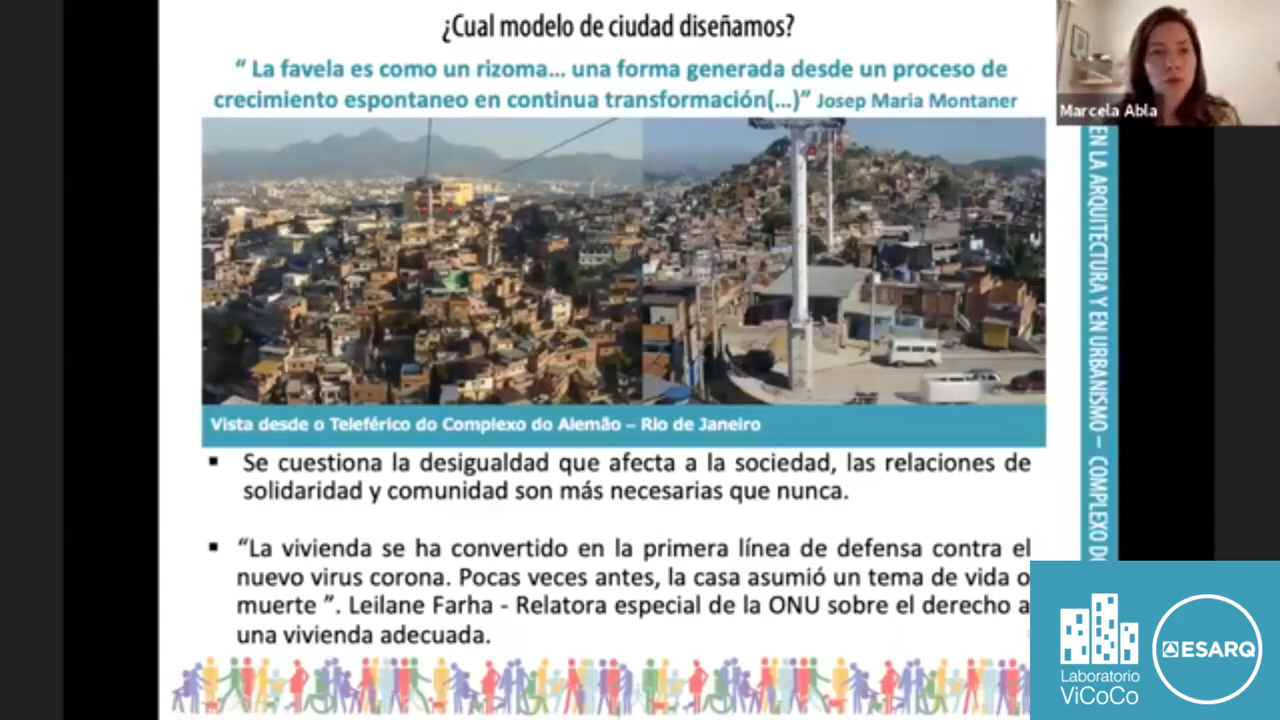 ¿Cual modelo de ciudad diseñamos?
“ La favela es como un rizoma... una forma generada desde un proceso de
crecimiento espontaneo en continua transformación(...)” Josep Maria Montaner
Marcela Abla
Vista desde o Teleférico do Complexo do Alemão – Rio de Janeiro
▪ Se cuestiona la desigualdad que afecta a la sociedad, las relaciones de
solidaridad y comunidad son más necesarias que nunca.
▪ “La vivienda se ha convertido en la primera línea de defensa contra el
nuevo virus corona. Pocas veces antes, la casa asumió un tema de vida o
muerte ”. Leilane Farha - Relatora especial de la ONU sobre el derecho a
una vivienda adecuada.
EN LA ARQUITECTURA Y EN URBANISMO – COMPLEXO
Laboratorio
ViCoCo
ESARQ